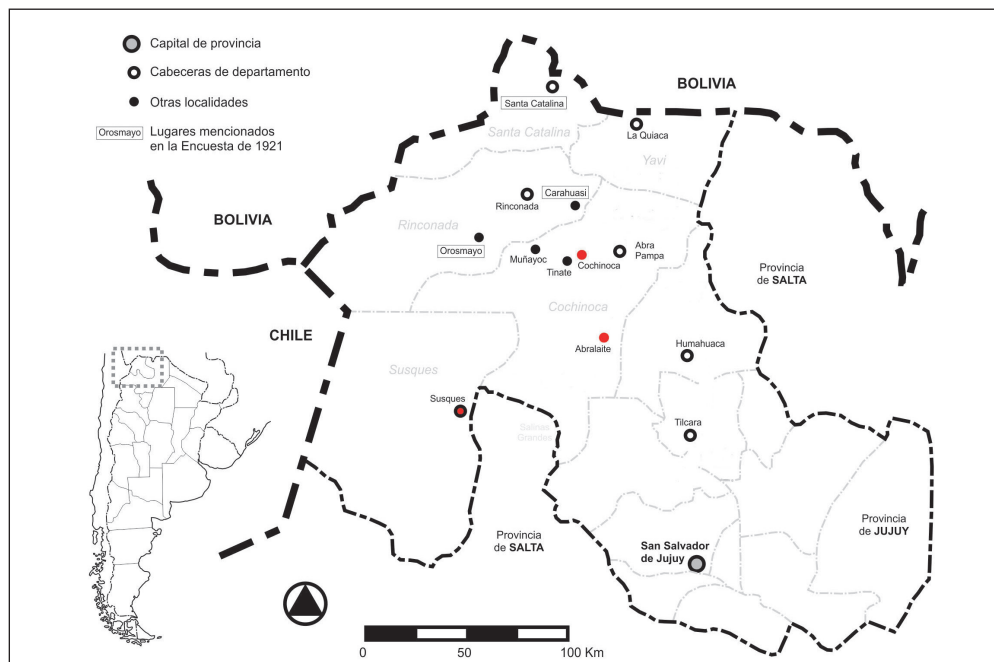 Capital de provincia
Cabeceras de departamento
Otras localidades
Orosmayo
Lugares mencionados
en la Encuesta de 1921
BOLIVIA
Santa Catalina
Santa Catalina
La Quiaca
Yavi
BOLIVIA
Rinconada
Carahuasi
Rinconada
Orosmayo
Muñayoc
Tinate
Cochinoca
Abra
Pampa
Provincia
de SALTA
Cochinoca
CHILE
Abralaite
Humahuaca
Susques
Susques
Salinas
Grandes
Tilcara
Provincia
de SALTA
San Salvador
de Jujuy
Provincia
de JUJUY
0 50 100 Km